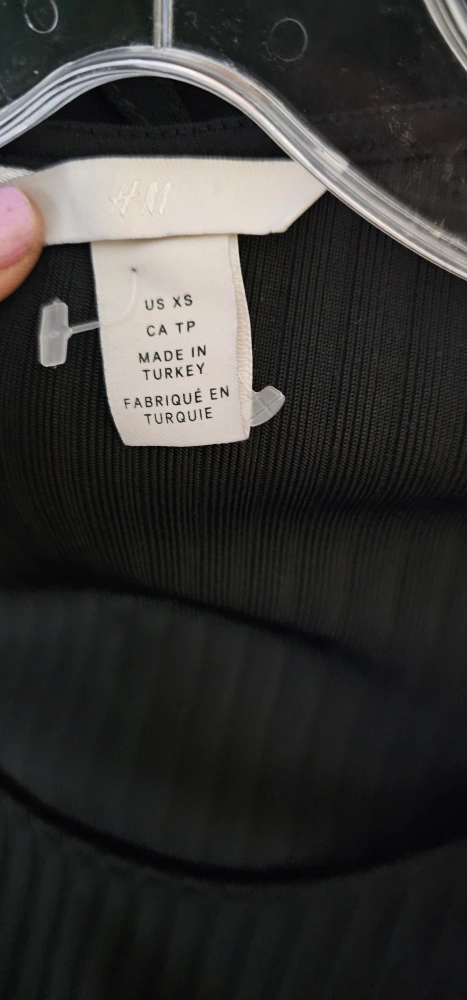 H&M
US XS
CA TP
MADE IN
TURKEY
FABRIQUÉ EN
TURQUIE